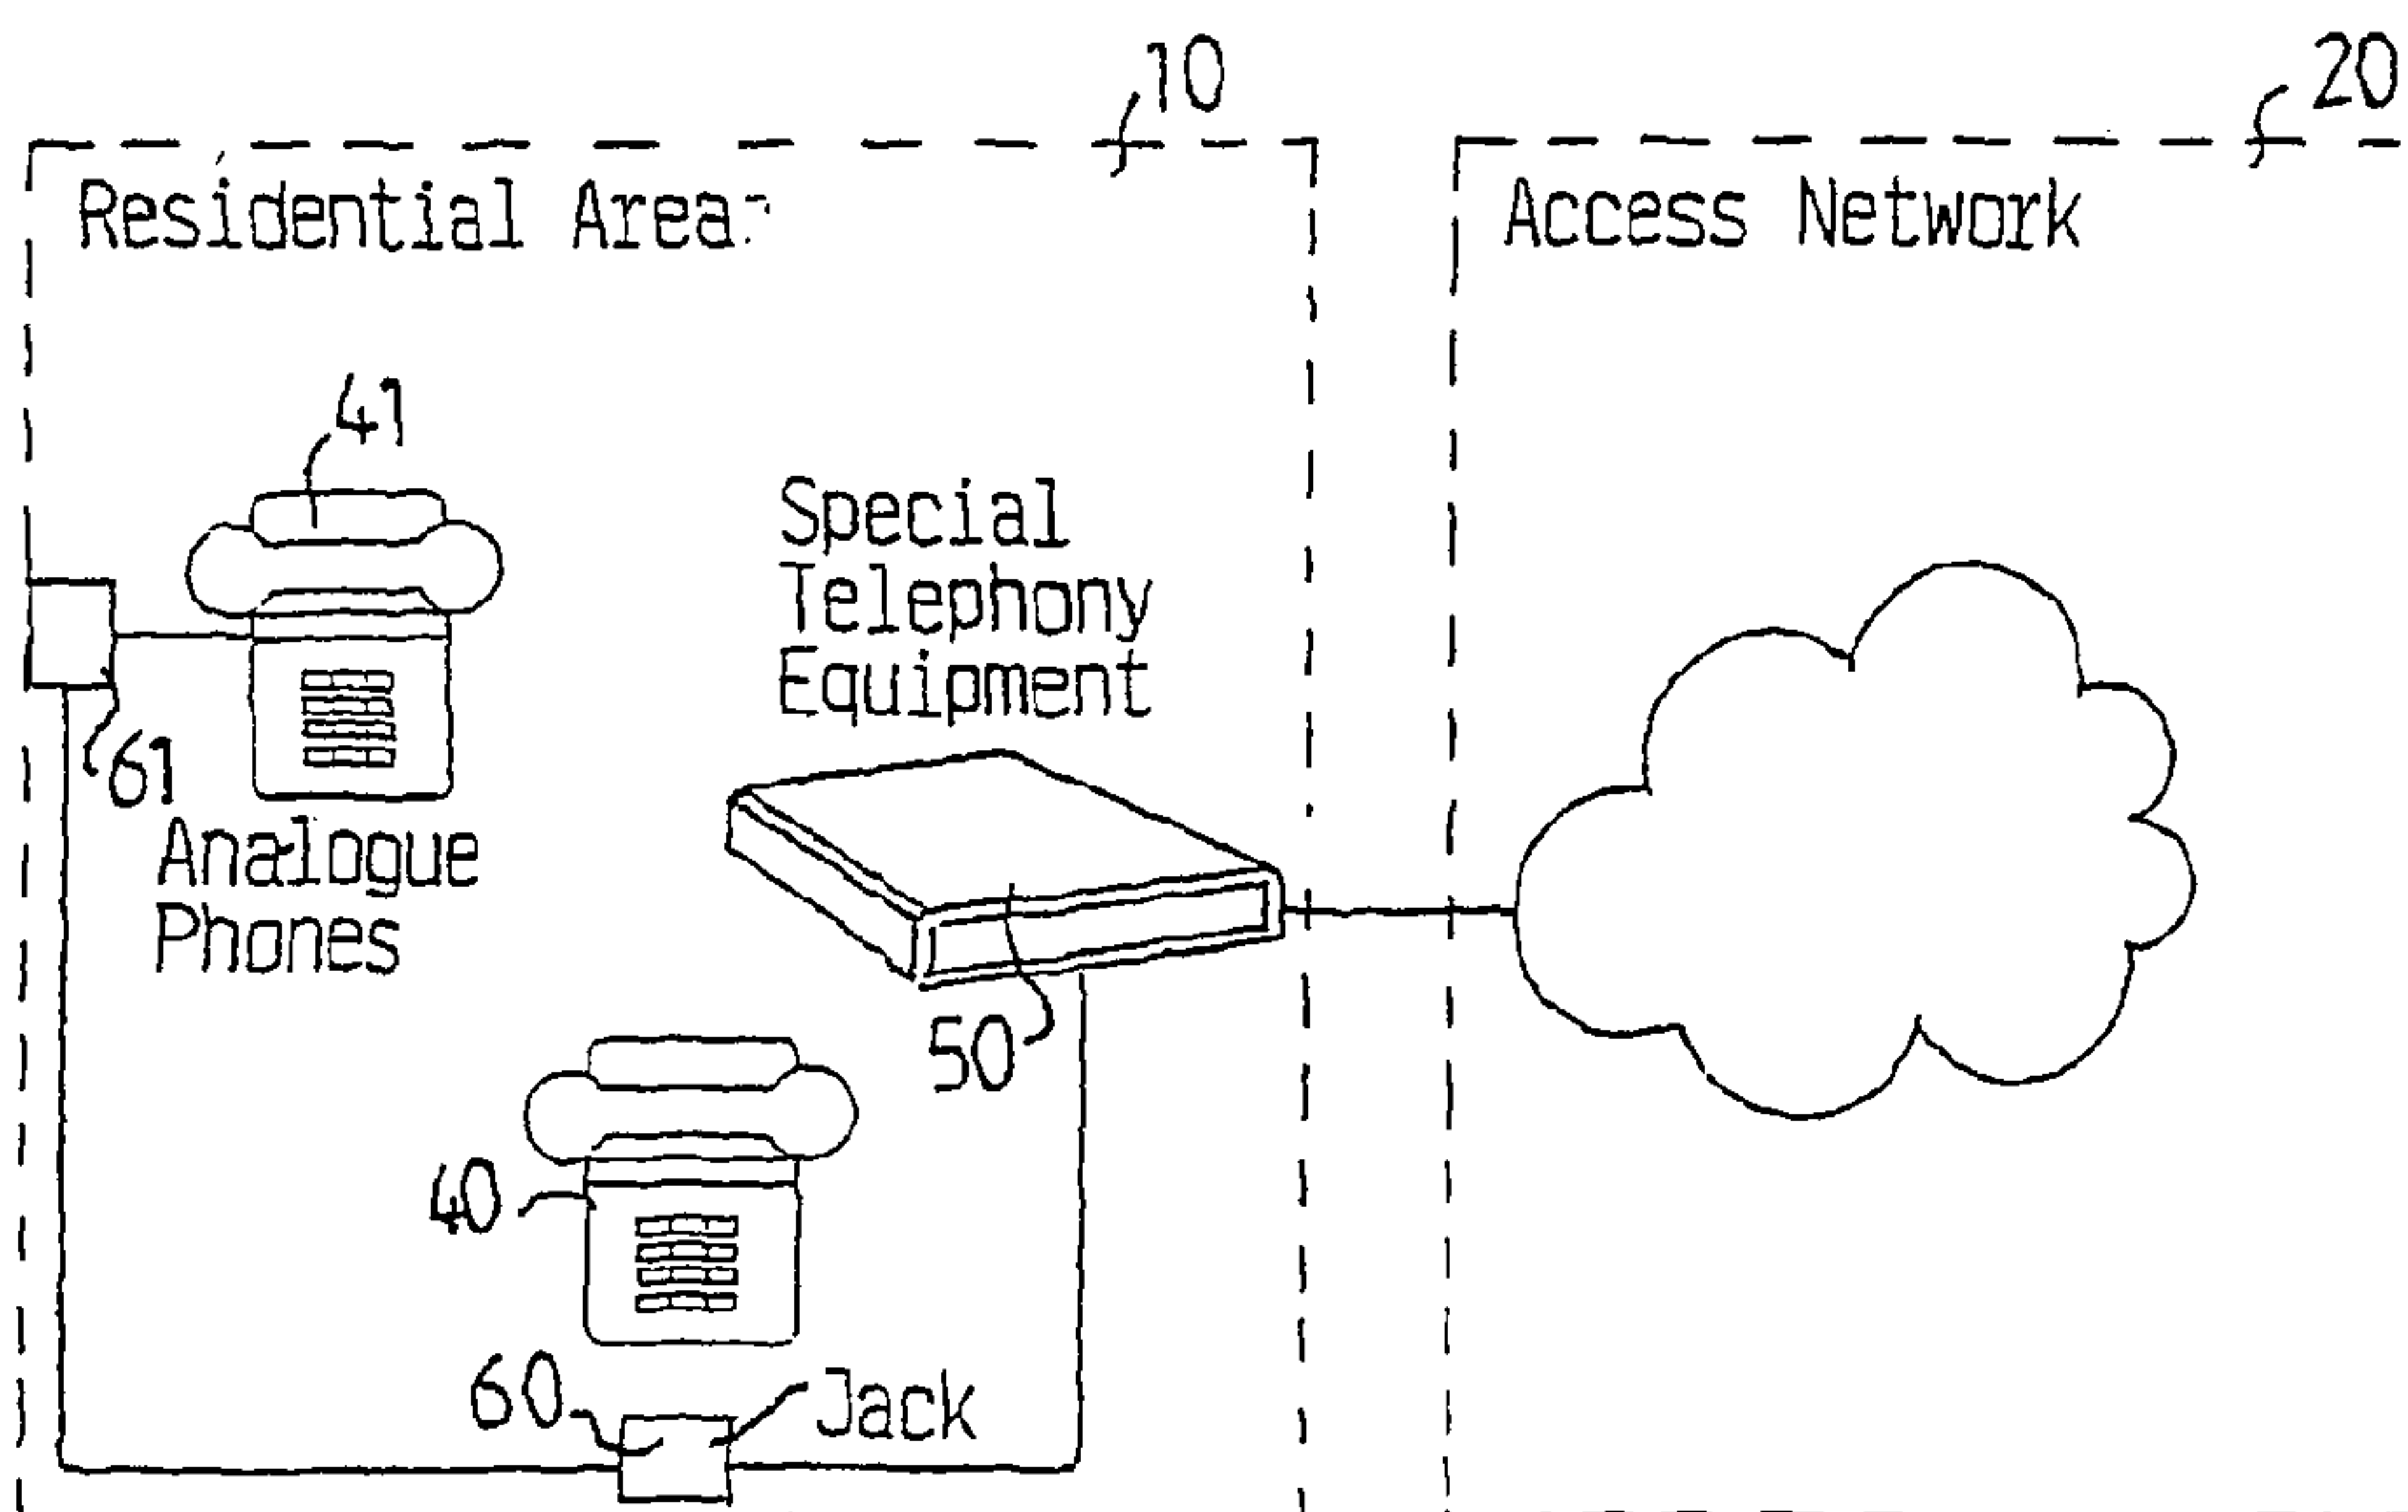 10
20
Residential Area
Access Network
41
Special
Telephony
Equipment
61
Analogue
Phones
50
40
60
Jack